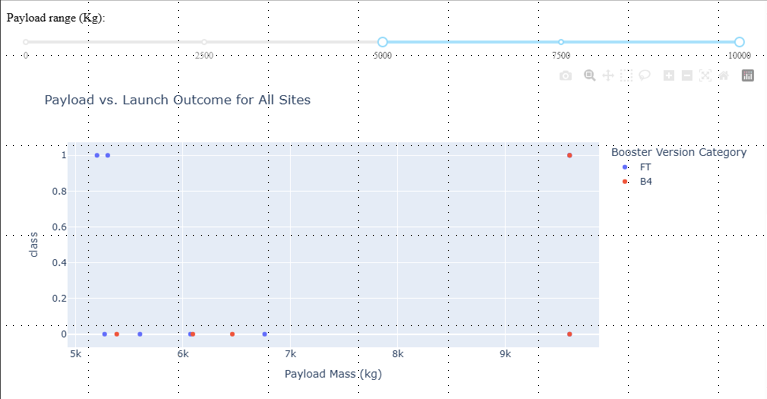 Payload range (Kg):
0 2500 5000 7500 10000
Payload vs. Launch Outcome for All Sites
Booster Version Category
FT
B4
1
0.8
0.6
0.4
0.2
0
class
5k 6k 7k 8k 9k
Payload Mass (kg)